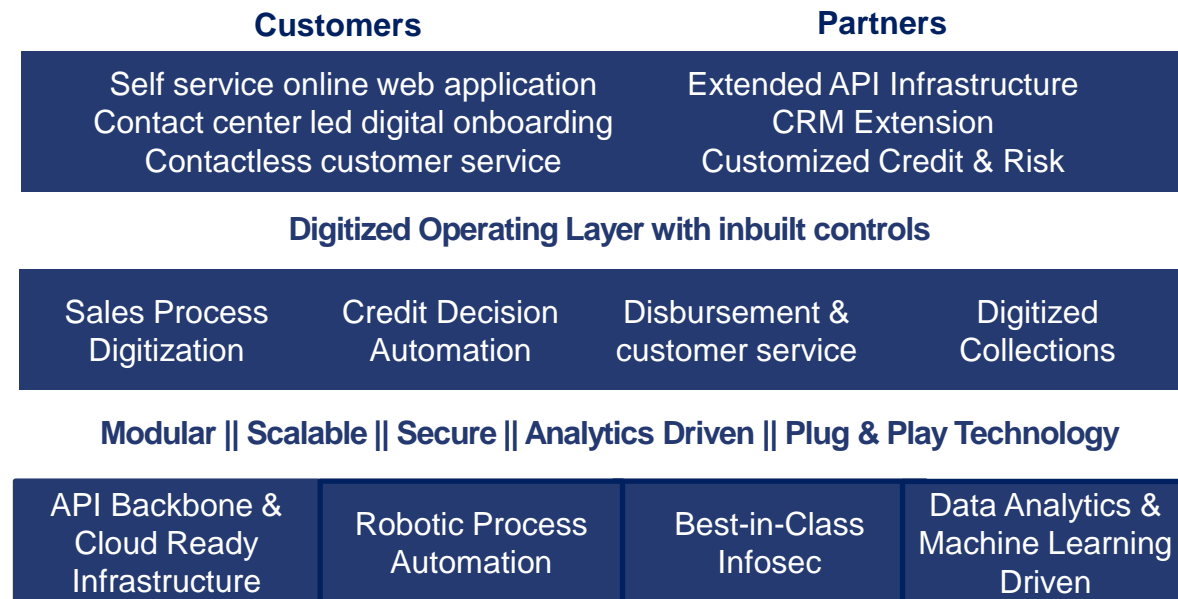 Customers
Partners
Self service online web application
Contact center led digital onboarding
Contactless customer service
Extended API Infrastructure
CRM Extension
Customized Credit & Risk
Digitized Operating Layer with inbuilt controls
Sales Process
Digitization
Credit Decision
Automation
Disbursement &
customer service
Digitized
Collections
Modular || Scalable || Secure || Analytics Driven || Plug & Play Technology
API Backbone &
Cloud Ready
Infrastructure
Robotic Process
Automation
Best-in-Class
Infosec
Data Analytics &
Machine Learning
Driven